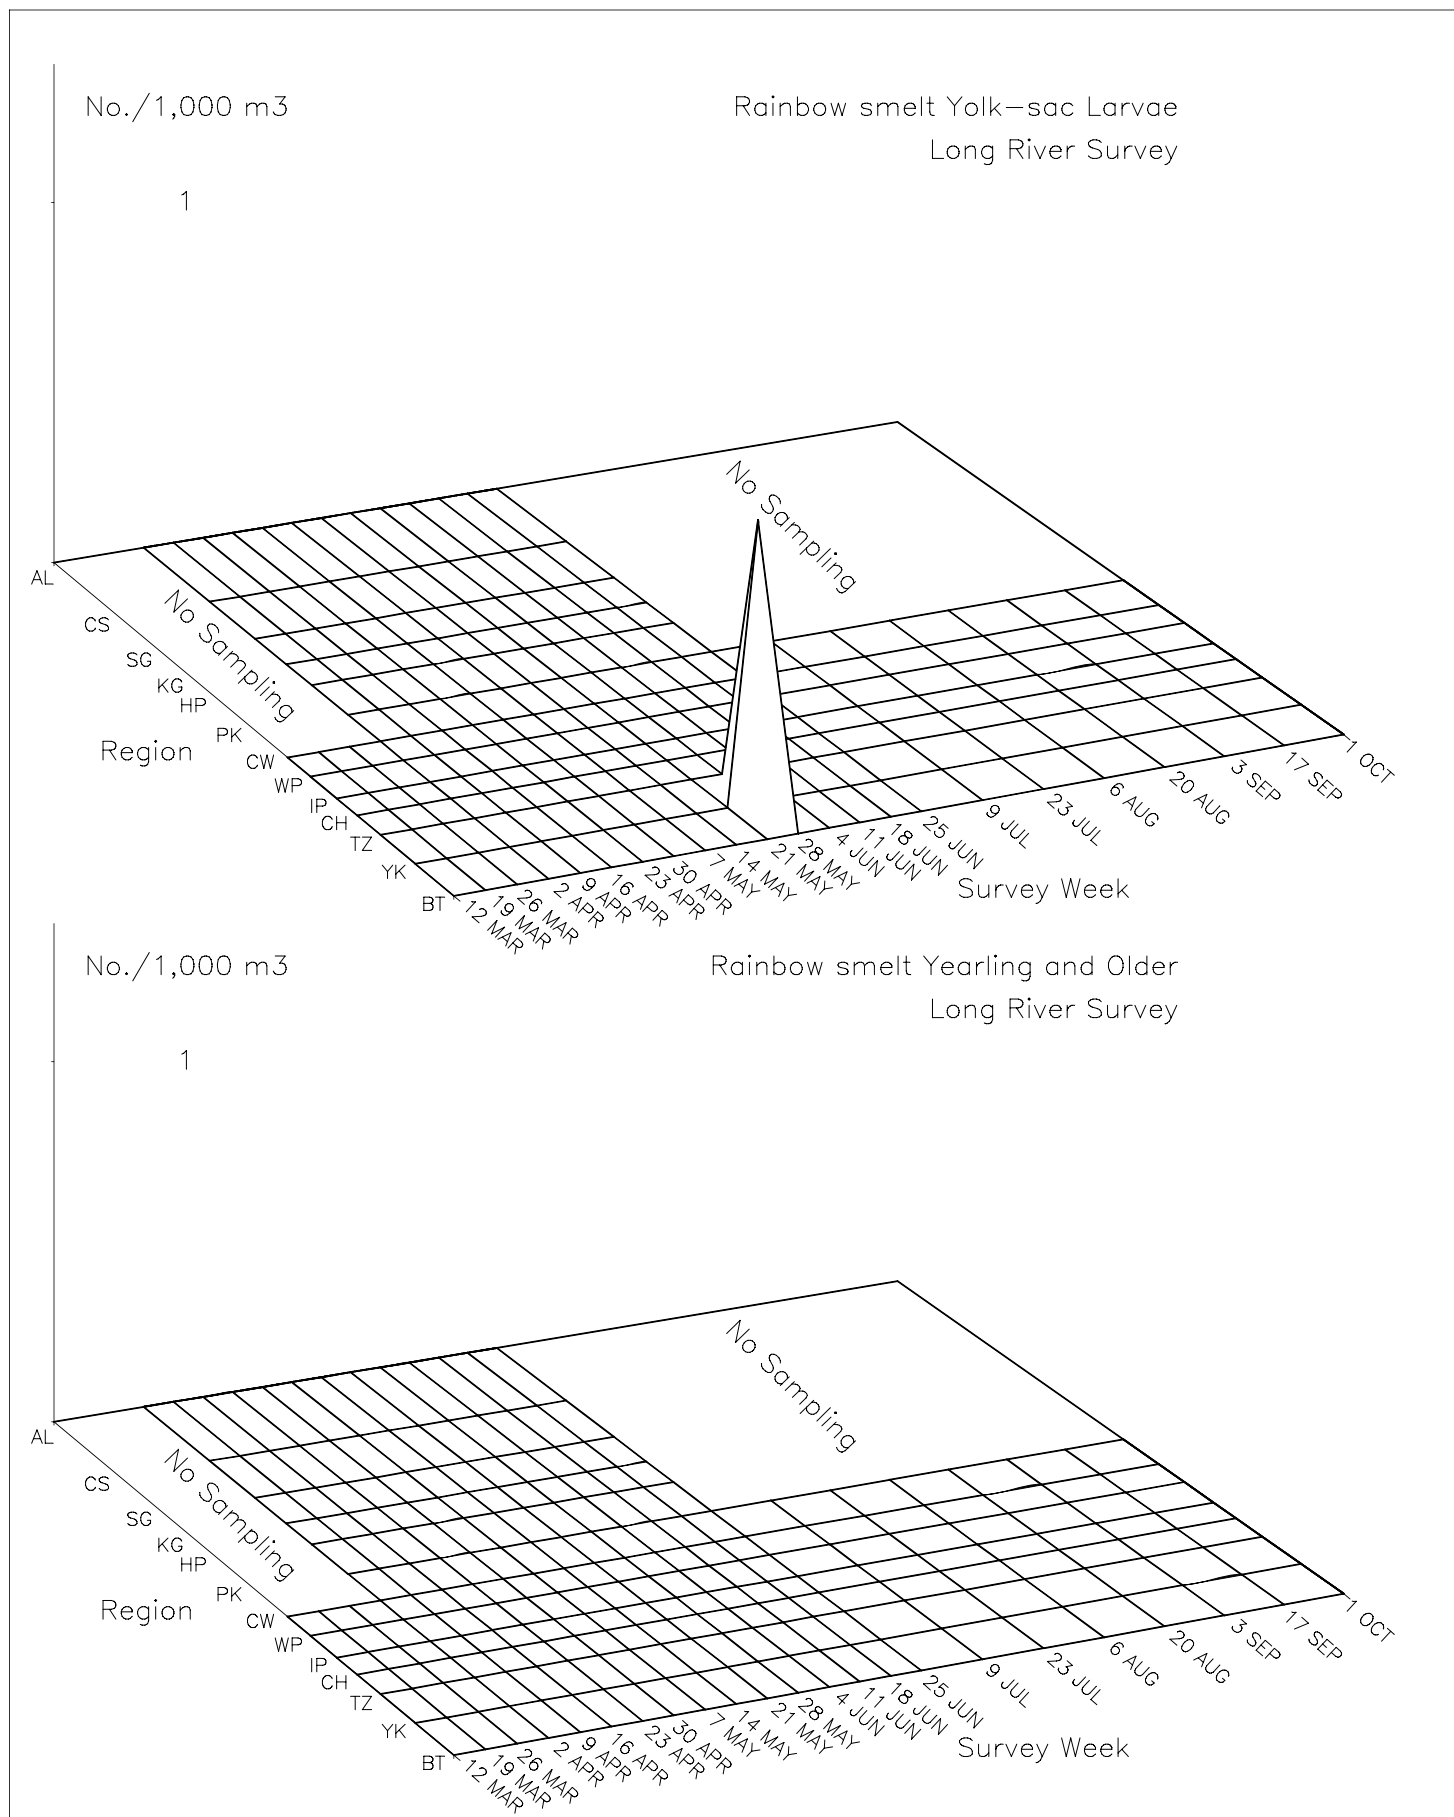 No./1,000 m3
Rainbow smelt Yolk-sac Larvae
Long River Survey
1
No Sampling
No Sampling
AL
CS
SG
KG
HP
PK
CW
WP
IP
CH
TZ
YK
BT
Region
12 MAR
19 MAR
26 MAR
2 APR
9 APR
16 APR
23 APR
30 APR
7 MAY
14 MAY
21 MAY
28 MAY
4 JUN
11 JUN
18 JUN
25 JUN
9 JUL
23 JUL
6 AUG
20 AUG
3 SEP
17 SEP
1 OCT
Survey Week
No./1,000 m3
Rainbow smelt Yearling and Older
Long River Survey
1
No Sampling
No Sampling
AL
CS
SG
KG
HP
PK
CW
WP
IP
CH
TZ
YK
BT
Region
12 MAR
19 MAR
26 MAR
2 APR
9 APR
16 APR
23 APR
30 APR
7 MAY
14 MAY
21 MAY
28 MAY
4 JUN
11 JUN
18 JUN
25 JUN
9 JUL
23 JUL
6 AUG
20 AUG
3 SEP
17 SEP
1 OCT
Survey Week